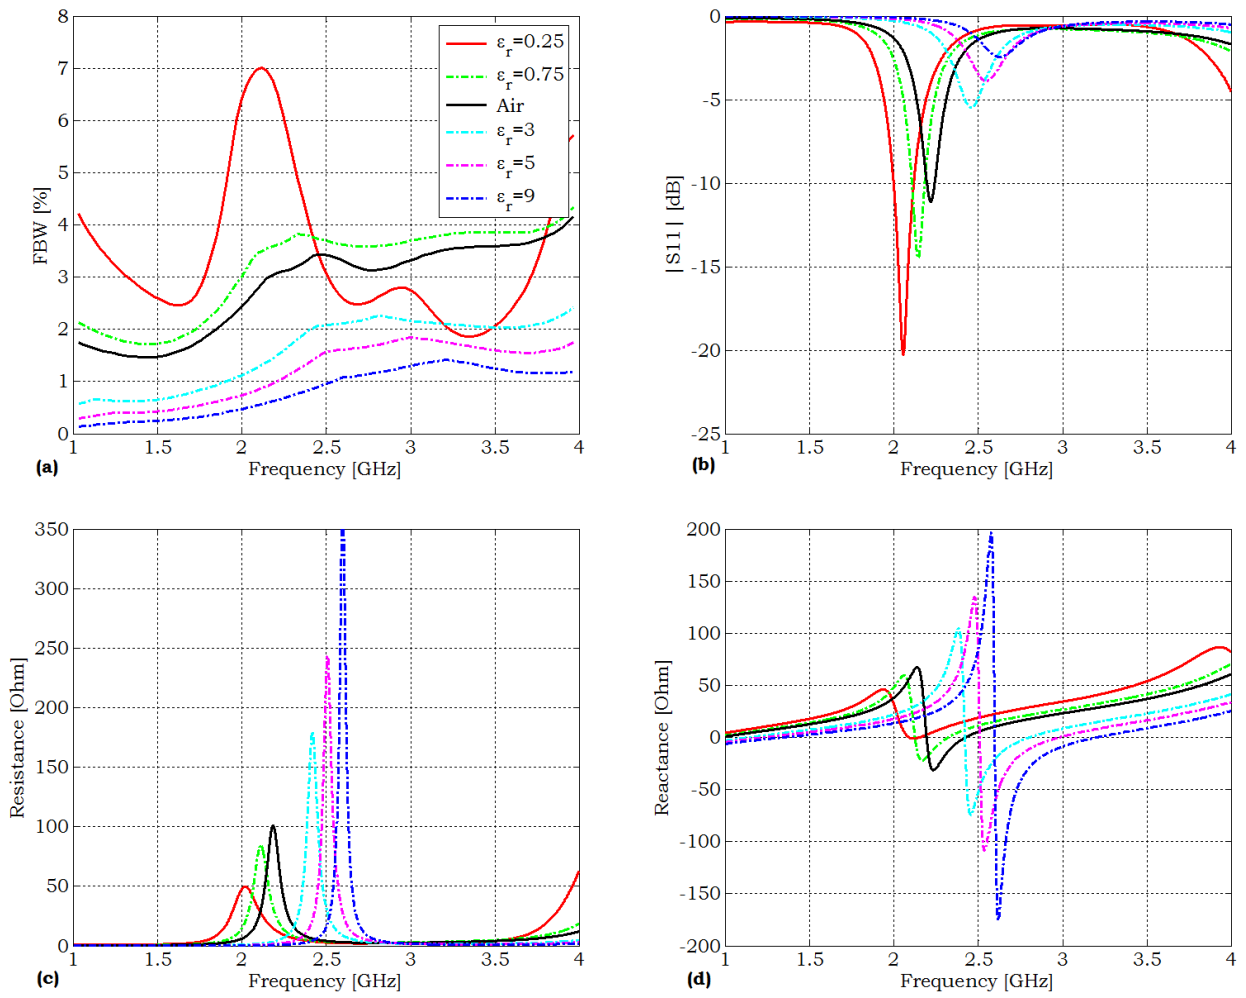 8%
7
6
5
4
3
2
1
0
FBW [%]
1 1.5 2 2.5 3 3.5 4
Frequency [GHz]
(a)
ε_r=0.25
ε_r=0.75
Air
ε_r=3
ε_r=5
ε_r=9
0
-5
-10
-15
-20
-25
|S11| [dB]
1 1.5 2 2.5 3 3.5 4
Frequency [GHz]
(b)
350
300
250
200
150
100
50
0
Resistance [Ohm]
1 1.5 2 2.5 3 3.5 4
Frequency [GHz]
(c)
200
150
100
50
0
-50
-100
-150
-200
Reactance [Ohm]
1 1.5 2 2.5 3 3.5 4
Frequency [GHz]
(d)